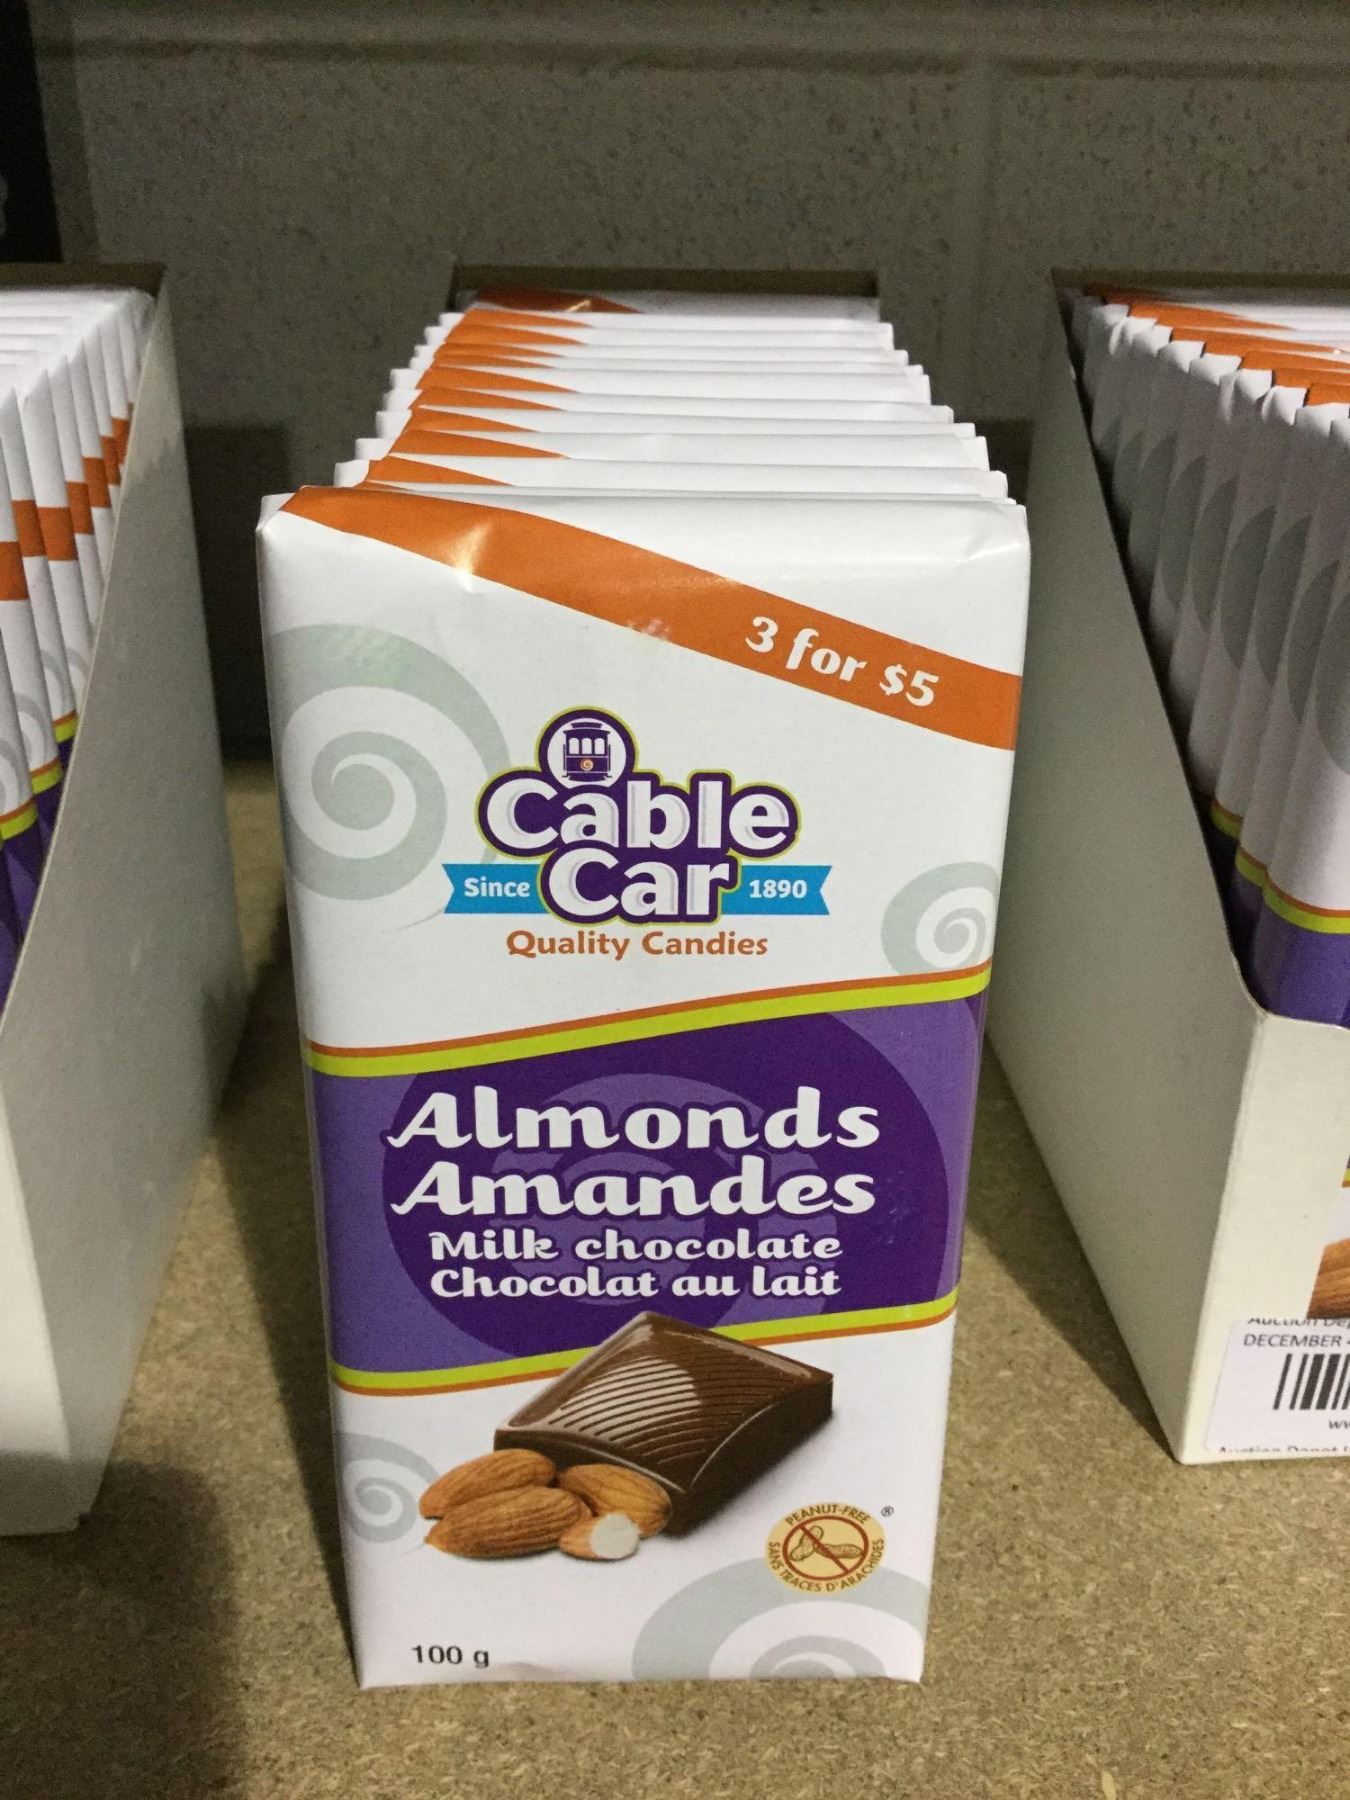 3 for $5
Cable
Since Car 1890
Quality Candies
Almonds
Amandes
Milk chocolate
Chocolat au lait
PEANUT-FREE ®
SANS TRACES D'ARACHIDES
100 g
Auction
DECEMBER